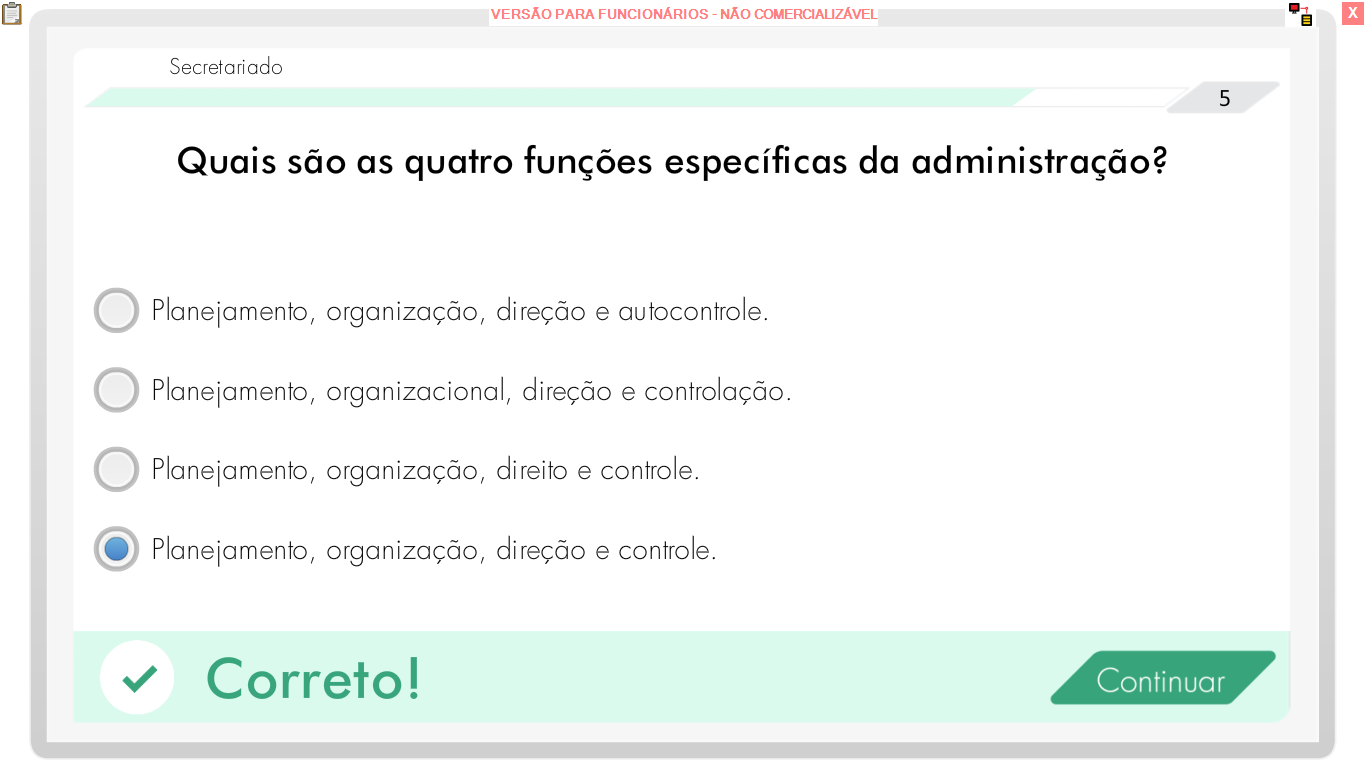 VERSÃO PARA FUNCIONÁRIOS - NÃO COMERCIALIZÁVEL
X
Secretariado
5
Quais são as quatro funções específicas da administração?
Planejamento, organização, direção e autocontrole.
Planejamento, organizacional, direção e controlação.
Planejamento, organização, direito e controle.
Planejamento, organização, direção e controle.
Correto!
Continuar